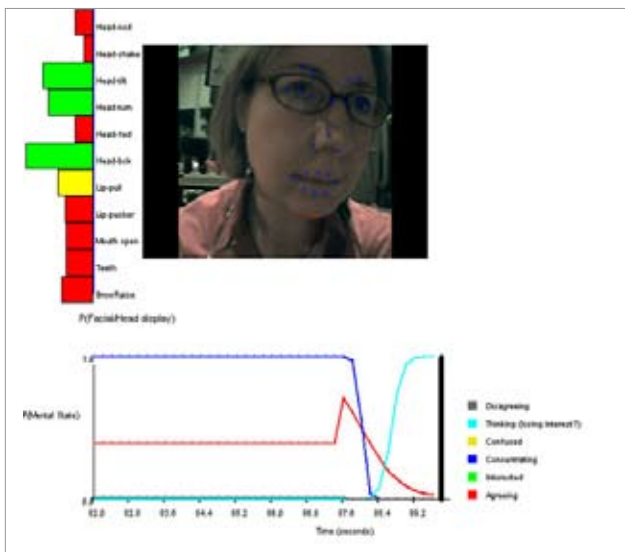 Head-nod
Head-shake
Head-tilt
Head-turn
Head-fwd
Head-bck
Lip-pull
Lip-pucker
Mouth open
Teeth
BrowRaise
P(Facial/Head display)
1.0
P(Mental State)
0.0
Time (seconds)
Disagreeing
Thinking (losing interest?)
Confused
Concentrating
Interested
Agreeing